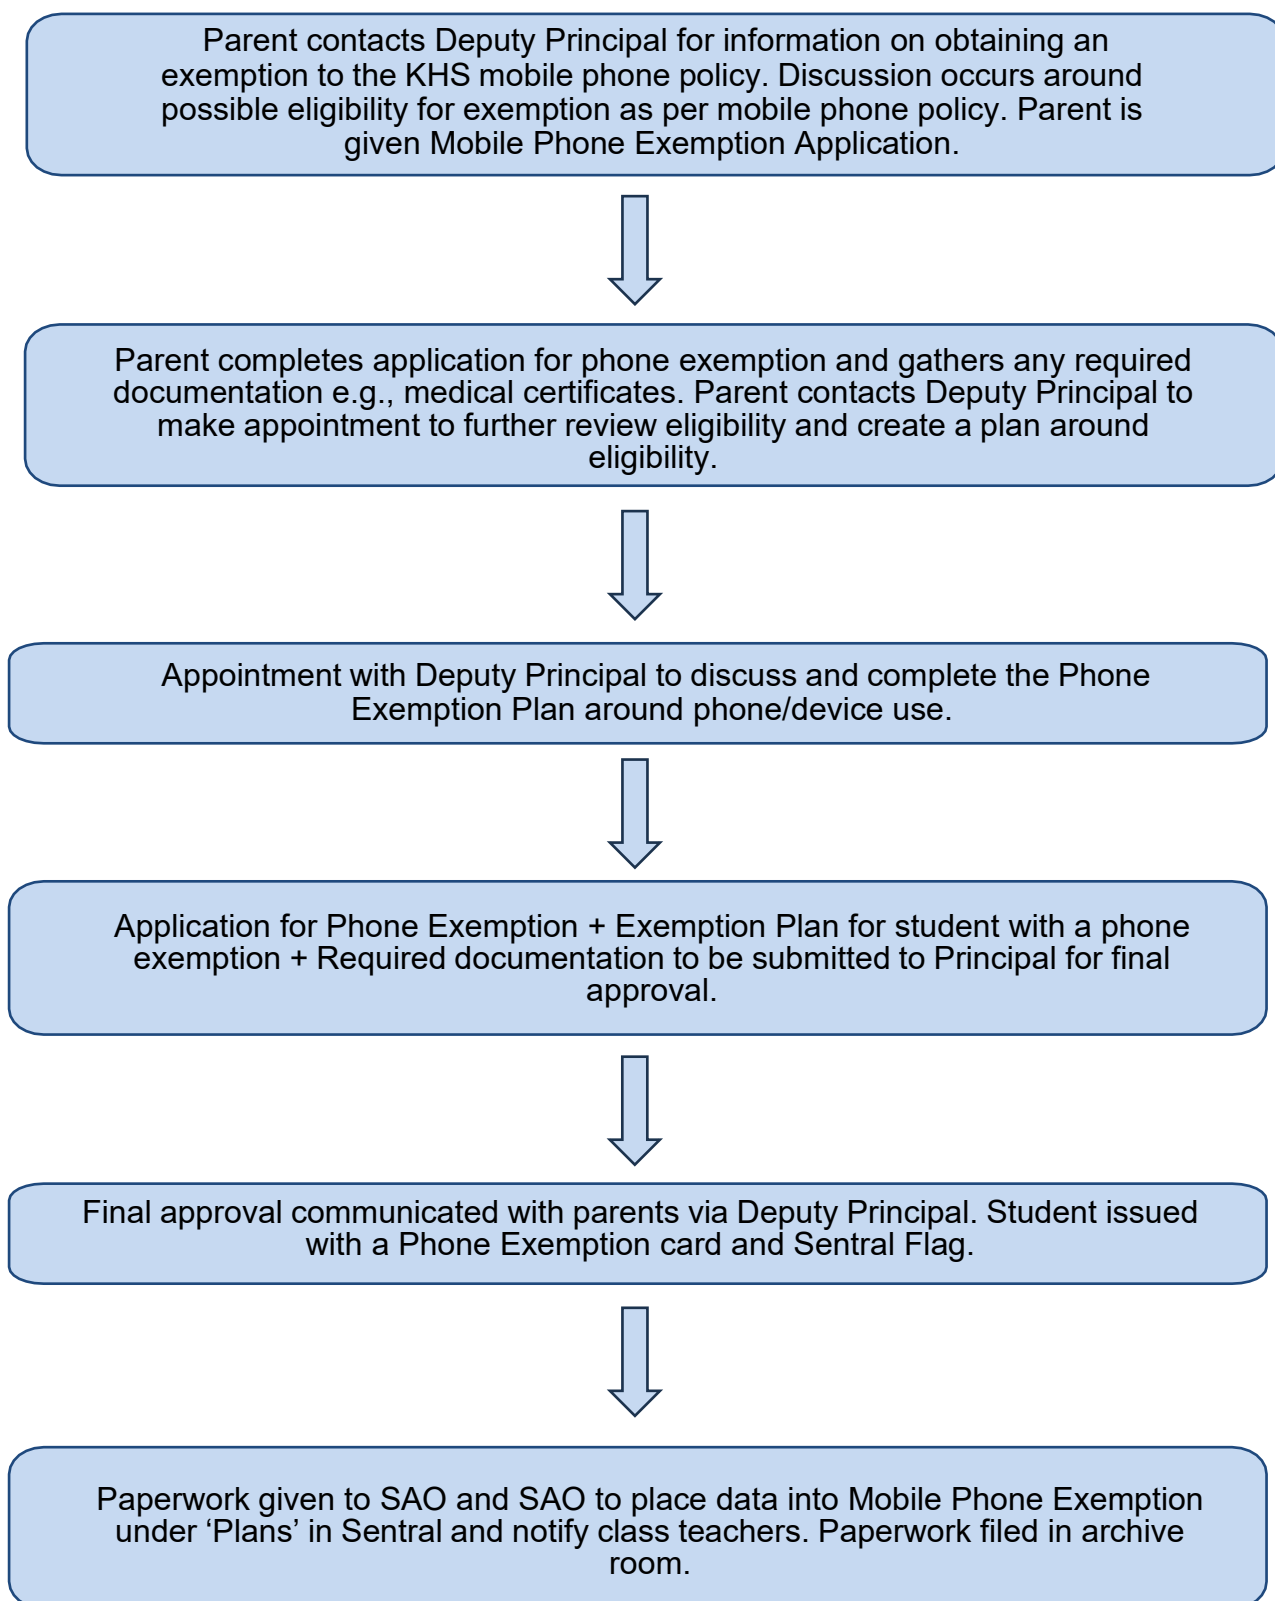 Parent contacts Deputy Principal for information on obtaining an
exemption to the KHS mobile phone policy. Discussion occurs around
possible eligibility for exemption as per mobile phone policy. Parent is
given Mobile Phone Exemption Application.
Parent completes application for phone exemption and gathers any required
documentation e.g., medical certificates. Parent contacts Deputy Principal to
make appointment to further review eligibility and create a plan around
eligibility.
Appointment with Deputy Principal to discuss and complete the Phone
Exemption Plan around phone/device use.
Application for Phone Exemption + Exemption Plan for student with a phone
exemption + Required documentation to be submitted to Principal for final
approval.
Final approval communicated with parents via Deputy Principal. Student issued
with a Phone Exemption card and Sentral Flag.
Paperwork given to SAO and SAO to place data into Mobile Phone Exemption
under ‘Plans’ in Sentral and notify class teachers. Paperwork filed in archive
room.